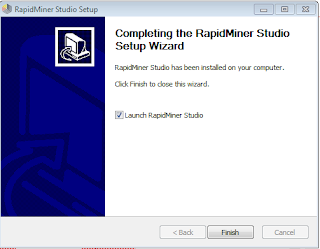 RapidMiner Studio Setup
Completing the RapidMiner Studio
Setup Wizard
RapidMiner Studio has been installed on your computer.
Click Finish to close this wizard.
Launch RapidMiner Studio
< Back
Finish
Cancel